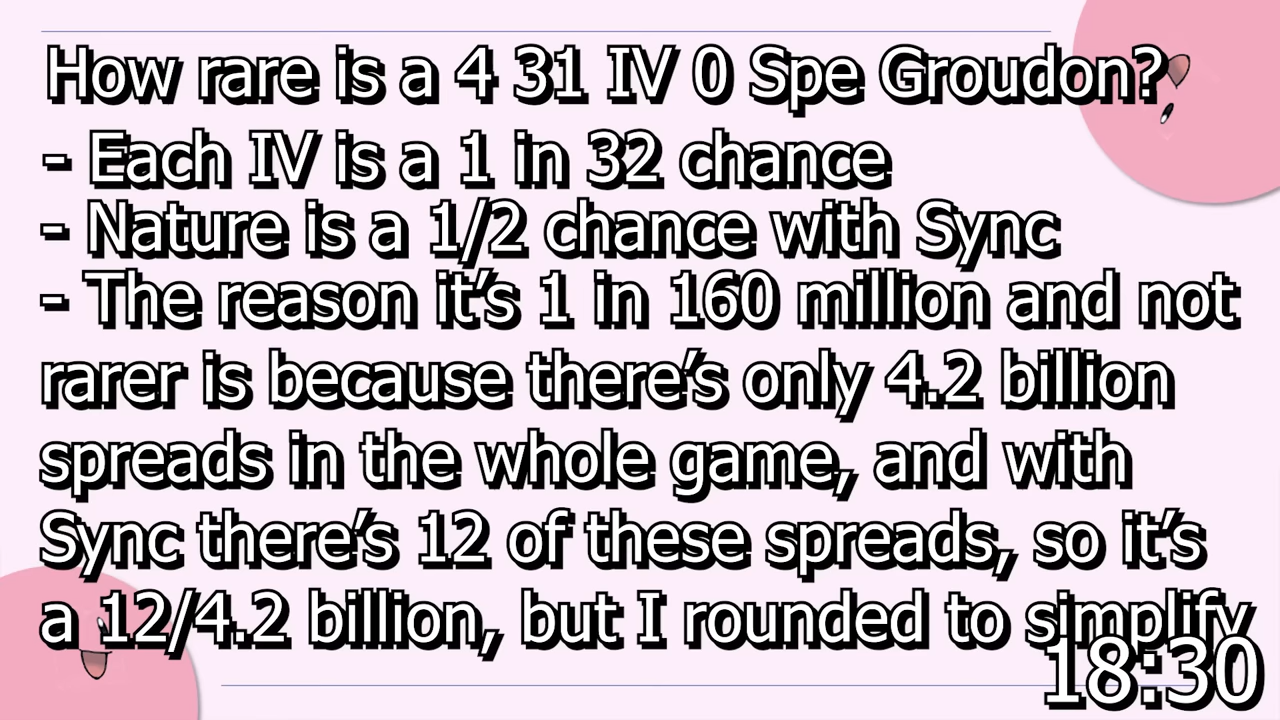 How rare is a 4 31 IV 0 Spe Groudon?
- Each IV is a 1 in 32 chance
- Nature is a 1/2 chance with Sync
- The reason it’s 1 in 160 million and not
rarer is because there’s only 4.2 billion
spreads in the whole game, and with
Sync there’s 12 of these spreads, so it’s
a 12/4.2 billion, but I rounded to simplify
18:30